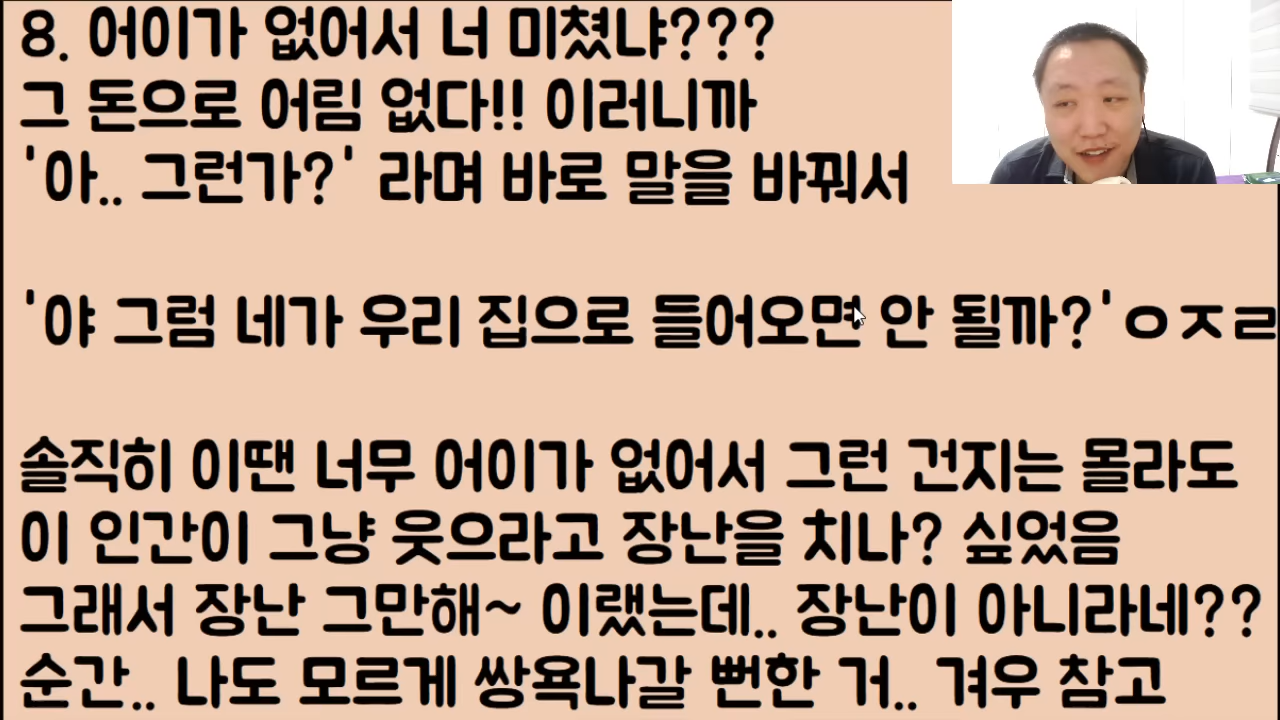 8. 어이가 없어서 너 미쳤냐???
그 돈으로 어림 없다!! 이러니까
'아.. 그런가?' 라며 바로 말을 바꿔서
'야 그럼 네가 우리 집으로 들어오면 안 될까?'ㅇㅈㄹ
솔직히 이땐 너무 어이가 없어서 그런 건지는 몰라도
이 인간이 그냥 웃으라고 장난을 치나? 싶었음
그래서 장난 그만해~ 이랬는데.. 장난이 아니라네??
순간.. 나도 모르게 쌍욕나갈 뻔한 거.. 겨우 참고